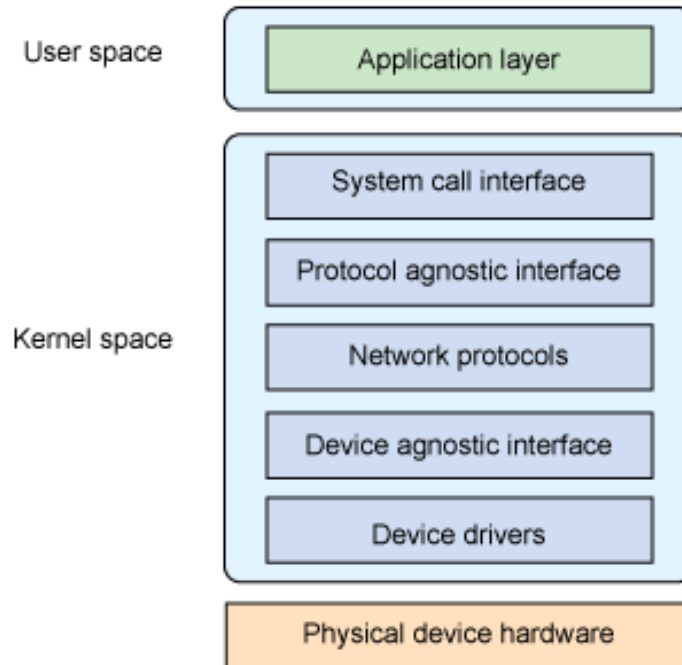 User space
Application layer
System call interface
Protocol agnostic interface
Kernel space
Network protocols
Device agnostic interface
Device drivers
Physical device hardware